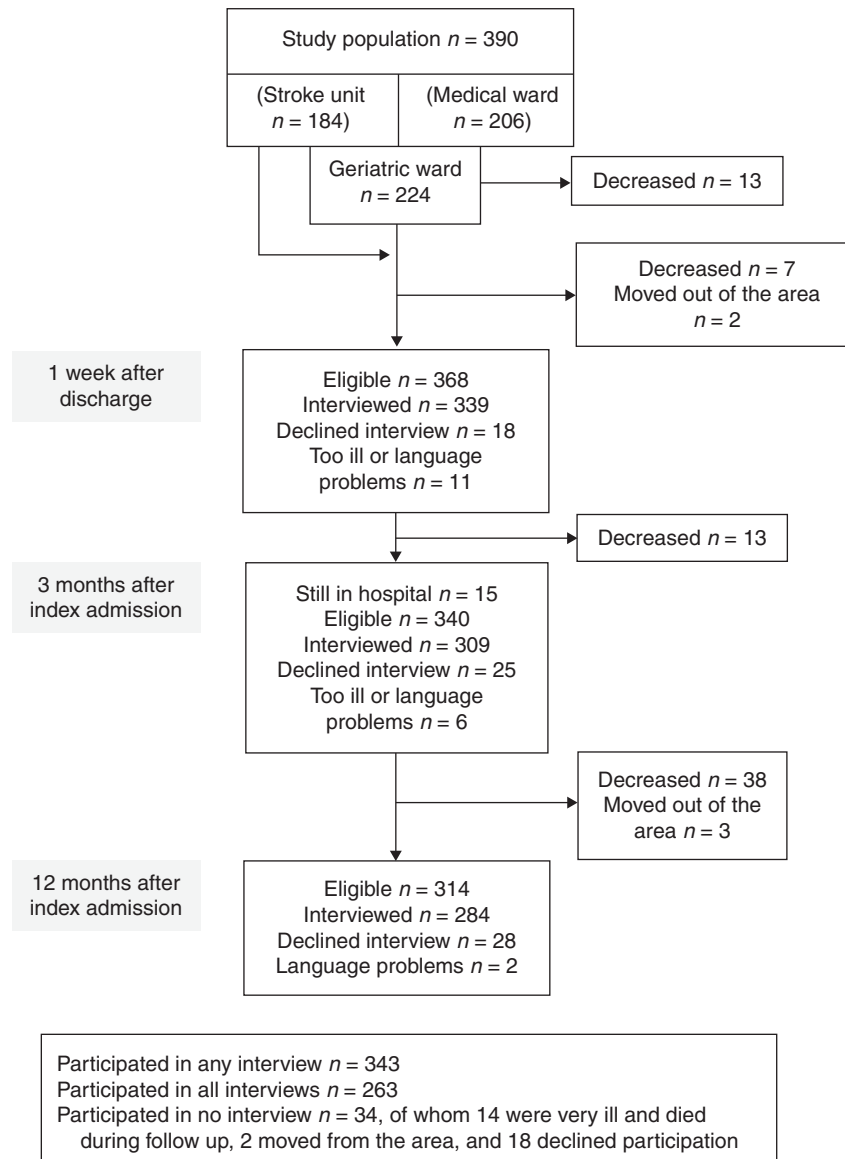 Study population n = 390
(Stroke unit
n = 184)
(Medical ward
n = 206)
Geriatric ward
n = 224
Decreased n = 13
Decreased n = 7
Moved out of the area
n = 2
1 week after
discharge
Eligible n = 368
Interviewed n = 339
Declined interview n = 18
Too ill or language
problems n = 11
Decreased n = 13
3 months after
index admission
Still in hospital n = 15
Eligible n = 340
Interviewed n = 309
Declined interview n = 25
Too ill or language
problems n = 6
Decreased n = 38
Moved out of the
area n = 3
12 months after
index admission
Eligible n = 314
Interviewed n = 284
Declined interview n = 28
Language problems n = 2
Participated in any interview n = 343
Participated in all interviews n = 263
Participated in no interview n = 34, of whom 14 were very ill and died
during follow up, 2 moved from the area, and 18 declined participation